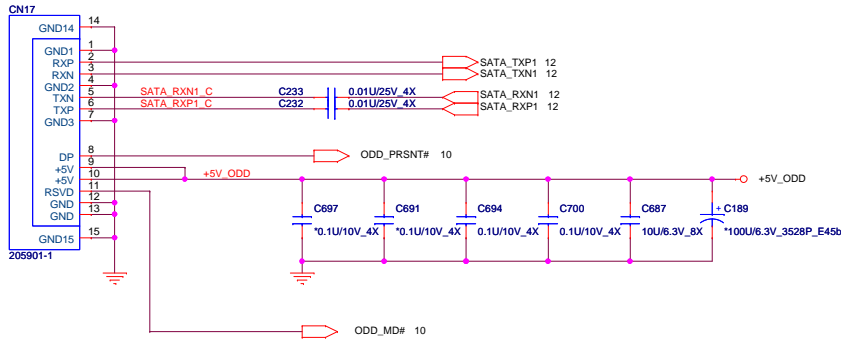 CN17
GND14 14
GND1 1
RXP 2 SATA_TXP1 12
RXN 3 SATA_TXN1 12
GND2 4
TXN 5 SATA_RXN1_C C233 0.01U/25V_4X SATA_RXN1 12
TXP 6 SATA_RXP1_C C232 0.01U/25V_4X SATA_RXP1 12
GND3 7
DP 8 ODD_PRSNT# 10
+5V 9
+5V 10 +5V_ODD +5V_ODD
RSVD 11
GND 12
GND 13
GND15 15
205901-1
C697 C691 C694 C700 C687 + C189
*0.1U/10V_4X *0.1U/10V_4X 0.1U/10V_4X 0.1U/10V_4X 10U/6.3V_8X *100U/6.3V_3528P_E45b
ODD_MD# 10